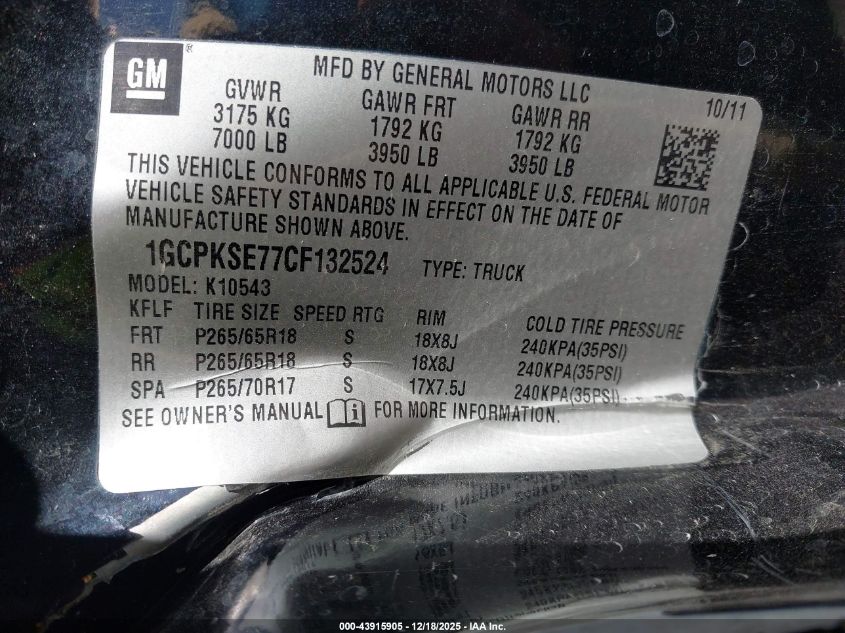 GM ®
MFD BY GENERAL MOTORS LLC
10/11
GVWR GAWR FRT GAWR RR
3175 KG 1792 KG 1792 KG
7000 LB 3950 LB 3950 LB
THIS VEHICLE CONFORMS TO ALL APPLICABLE U.S. FEDERAL MOTOR
VEHICLE SAFETY STANDARDS IN EFFECT ON THE DATE OF
MANUFACTURE SHOWN ABOVE.
1GCPKSE77CF132524 TYPE: TRUCK
MODEL: K10543
KFLF TIRE SIZE SPEED RTG RIM COLD TIRE PRESSURE
FRT P265/65R18 S 18X8J 240KPA(35PSI)
RR P265/65R18 S 18X8J 240KPA(35PSI)
SPA P265/70R17 S 17X7.5J 240KPA(35PSI)
SEE OWNER'S MANUAL FOR MORE INFORMATION.
000-43915905 - 12/18/2025 - IAA Inc.